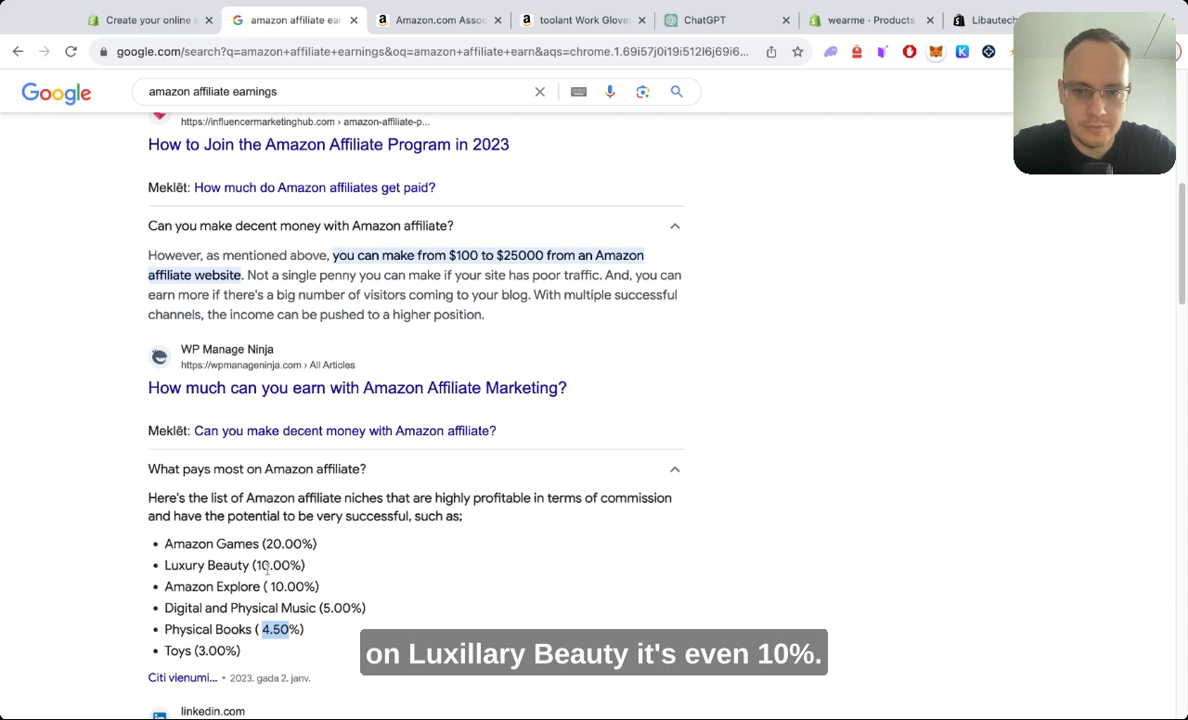 Create your online s
amazon affiliate ear
Amazon.com Assoc
toolant Work Glove
ChatGPT
wearme · Products
Libautech
google.com/search?q=amazon+affiliate+earnings&oq=amazon+affiliate+earn&aqs=chrome.1.69i57j0i19i512l6j69i6...
Google
amazon affiliate earnings
https://influencermarketinghub.com › amazon-affiliate-p...
How to Join the Amazon Affiliate Program in 2023
Meklēt: How much do Amazon affiliates get paid?
Can you make decent money with Amazon affiliate?
However, as mentioned above, you can make from $100 to $25000 from an Amazon
affiliate website. Not a single penny you can make if your site has poor traffic. And, you can
earn more if there's a big number of visitors coming to your blog. With multiple successful
channels, the income can be pushed to a higher position.
WP Manage Ninja
https://wpmanageninja.com › All Articles
How much can you earn with Amazon Affiliate Marketing?
Meklēt: Can you make decent money with Amazon affiliate?
What pays most on Amazon affiliate?
Here's the list of Amazon affiliate niches that are highly profitable in terms of commission
and have the potential to be very successful, such as;
• Amazon Games (20.00%)
• Luxury Beauty (10.00%)
• Amazon Explore ( 10.00%)
• Digital and Physical Music (5.00%)
• Physical Books ( 4.50%)
• Toys (3.00%)
on Luxillary Beauty it's even 10%.
Citi vienumi... • 2023. gada 2. janv.
linkedin.com